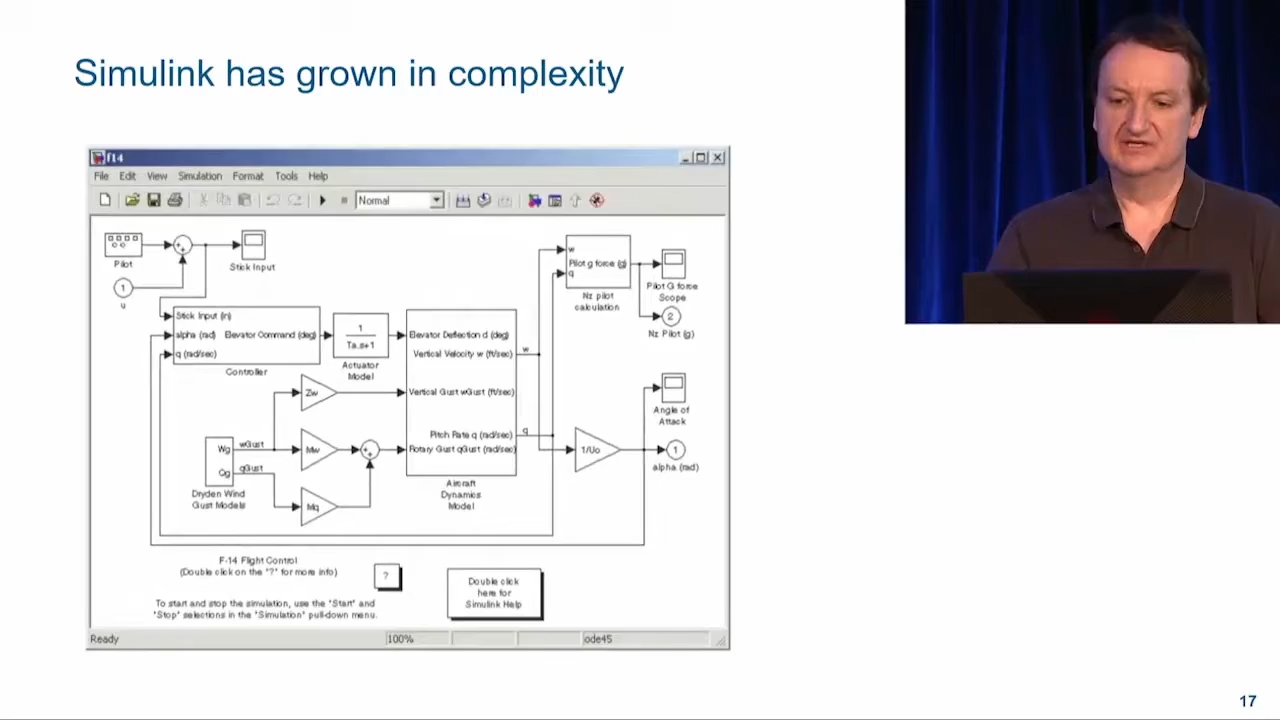 Simulink has grown in complexity
f14
File Edit View Simulation Format Tools Help
Normal
Pilot
Stick Input
1
u
Stick Input (in)
alpha (rad) Elevator Command (deg)
q (rad/sec)
Controller
1
Ta.s+1
Actuator
Model
Elevator Deflection d (deg)
Vertical Velocity w (ft/sec)
Vertical Gust wGust (ft/sec)
Pitch Rate q (rad/sec)
Rotary Gust qGust (rad/sec)
Aircraft
Dynamics
Model
w
q
w
Pilot g force (g)
q
Nz pilot
calculation
Pilot G force
Scope
2
Nz Pilot (g)
Zw
Mw
Mq
Wg
wGust
Qg
qGust
Dryden Wind
Gust Models
1/Uo
Angle of
Attack
1
alpha (rad)
F-14 Flight Control
(Double click on the "?" for more info)
?
Double click
here for
Simulink Help
To start and stop the simulation, use the "Start" and
"Stop" selections in the "Simulation" pull-down menu.
Ready 100% ode45
17